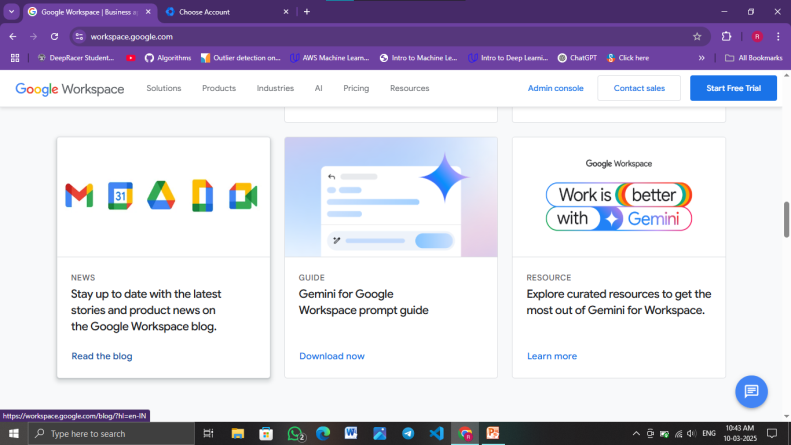 Google Workspace | Business a
Choose Account
workspace.google.com
R
DeepRacer Student...
Algorithms
Outlier detection on...
AWS Machine Learn...
Intro to Machine Le...
Intro to Deep Learni...
ChatGPT
Click here
All Bookmarks
Google Workspace
Solutions
Products
Industries
AI
Pricing
Resources
Admin console
Contact sales
Start Free Trial
31
Google Workspace
Work is better
with Gemini
NEWS
Stay up to date with the latest
stories and product news on
the Google Workspace blog.
Read the blog
GUIDE
Gemini for Google
Workspace prompt guide
Download now
RESOURCE
Explore curated resources to get the
most out of Gemini for Workspace.
Learn more
https://workspace.google.com/blog/?hl=en-IN
Type here to search
2
ENG
10:43 AM
10-03-2025